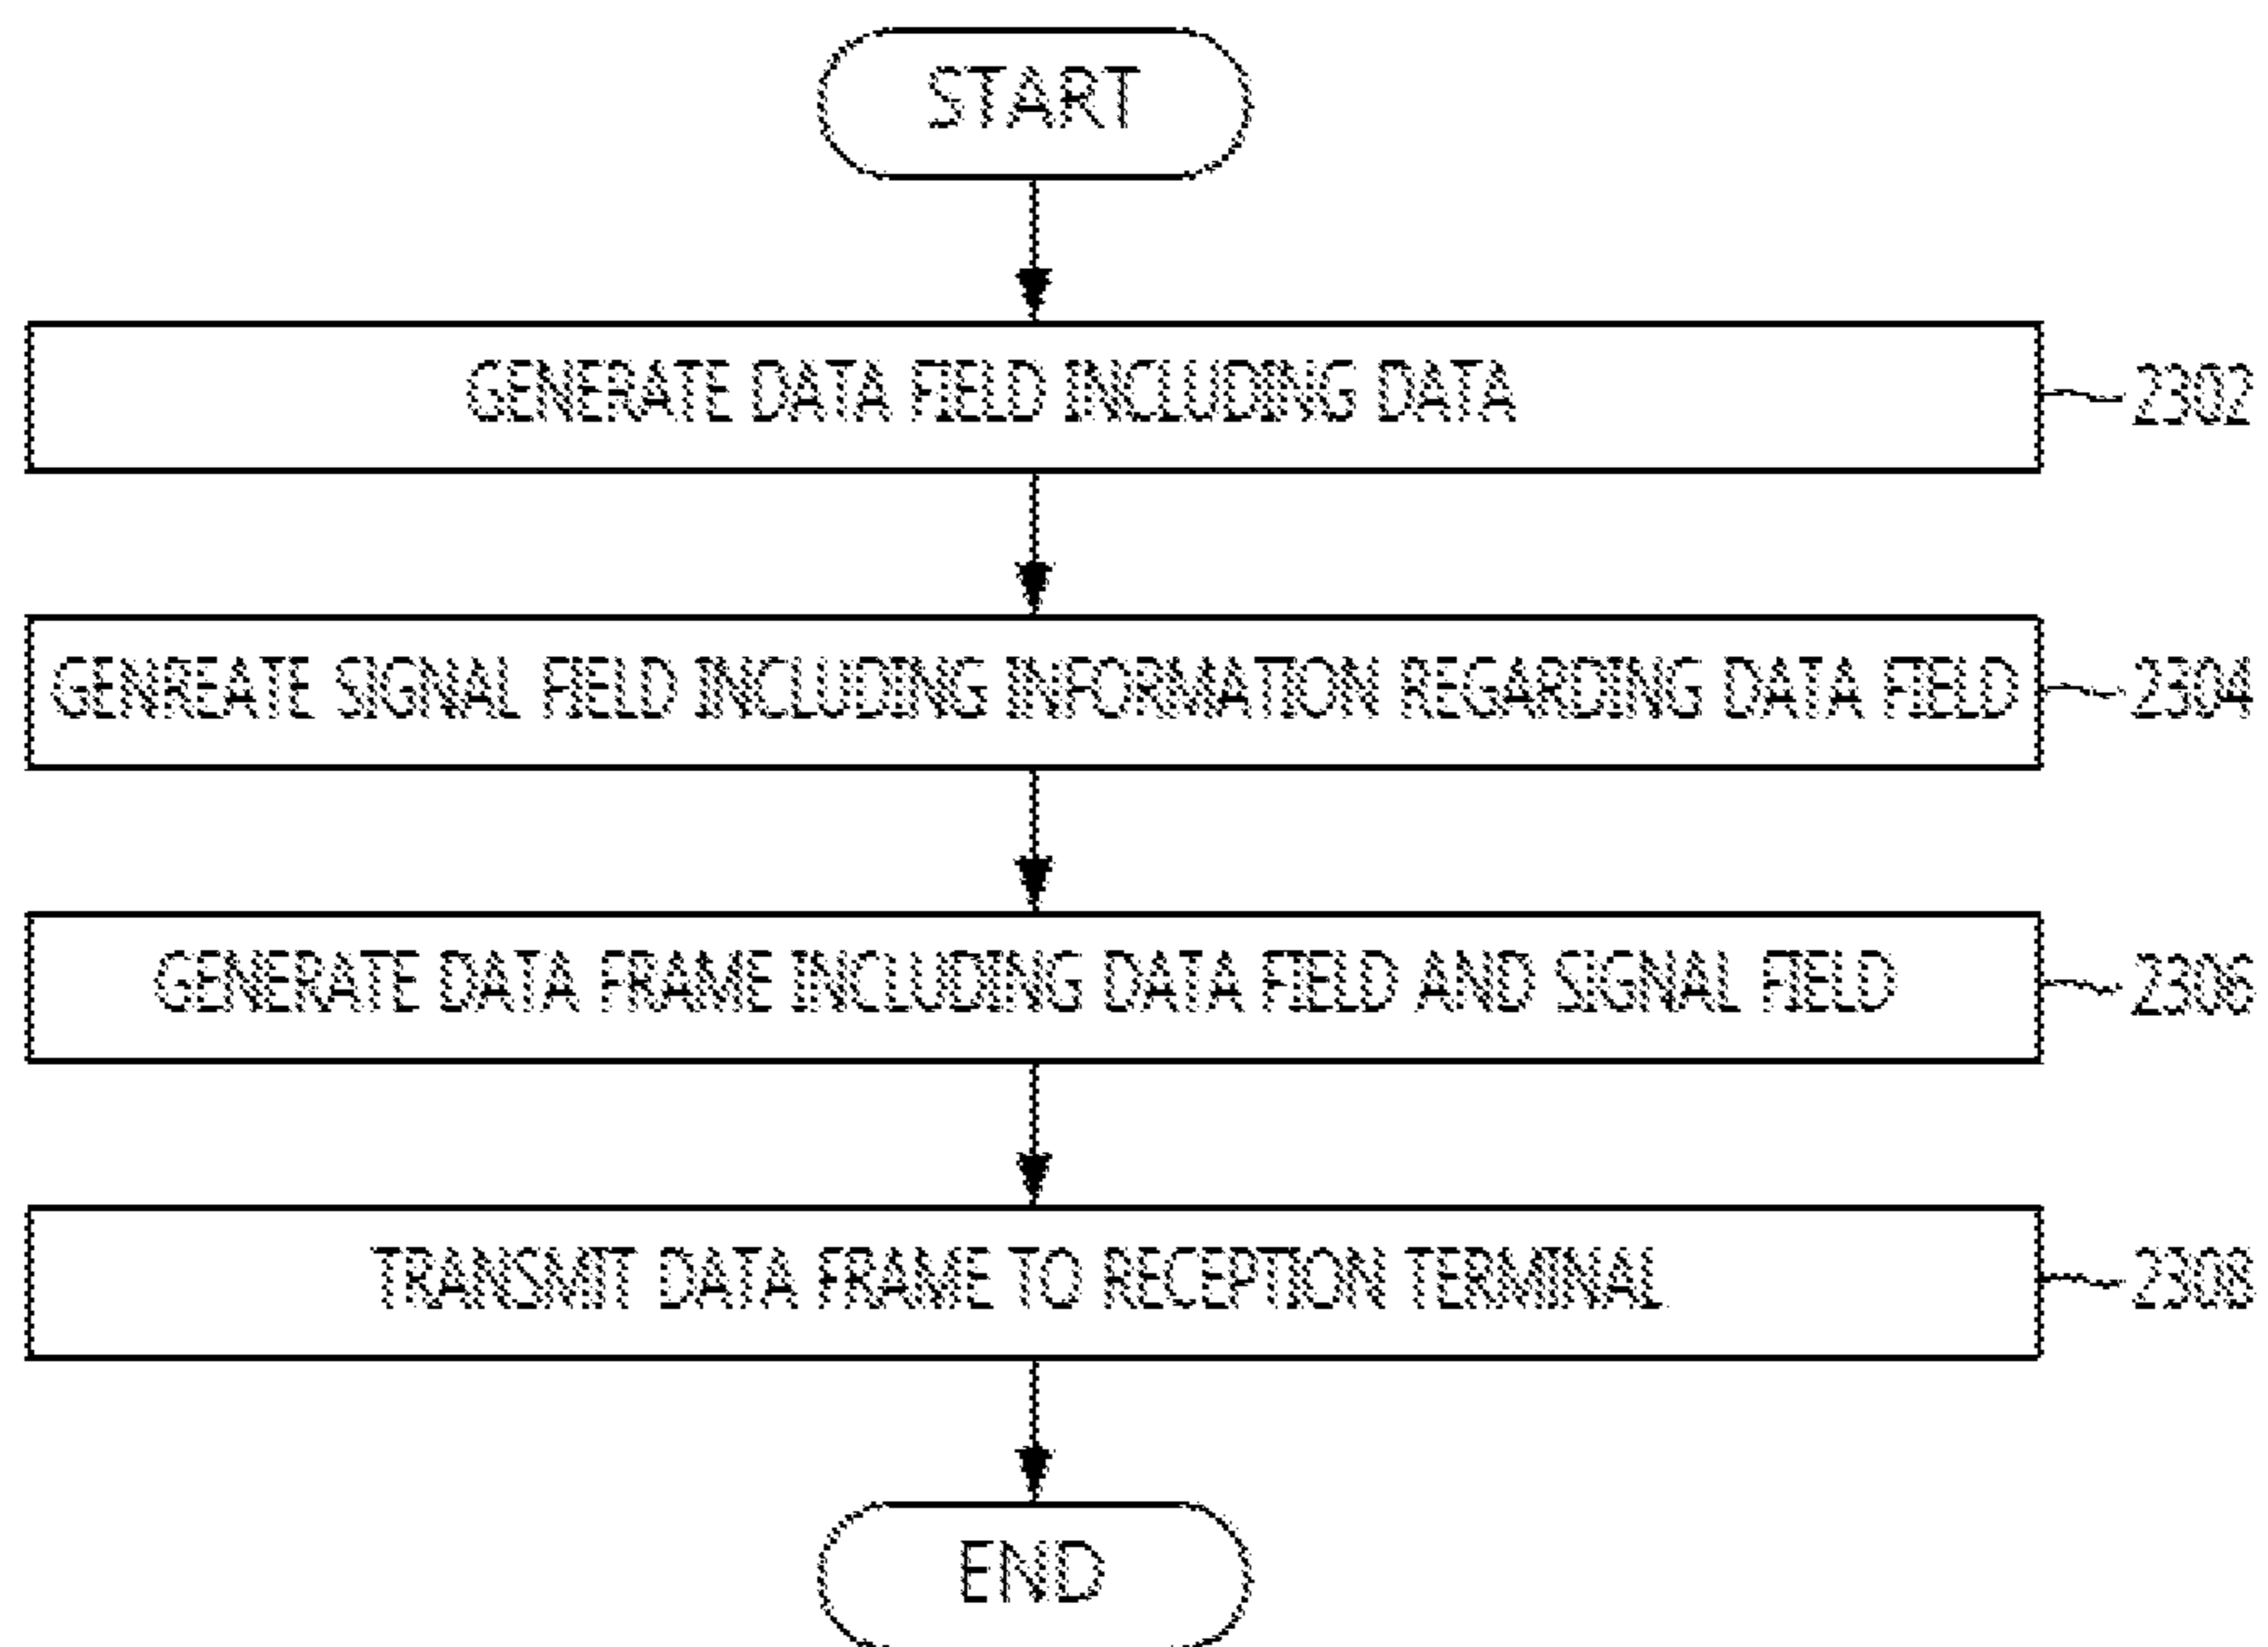 START
GENERATE DATA FIELD INCLUDING DATA
2302
GENREATE SIGNAL FIELD INCLUDING INFORMATION REGARDING DATA FIELD
2304
GENERATE DATA FRAME INCLUDING DATA FIELD AND SIGNAL FIELD
2306
TRANSMIT DATA FRAME TO RECEPTION TERMINAL
2308
END